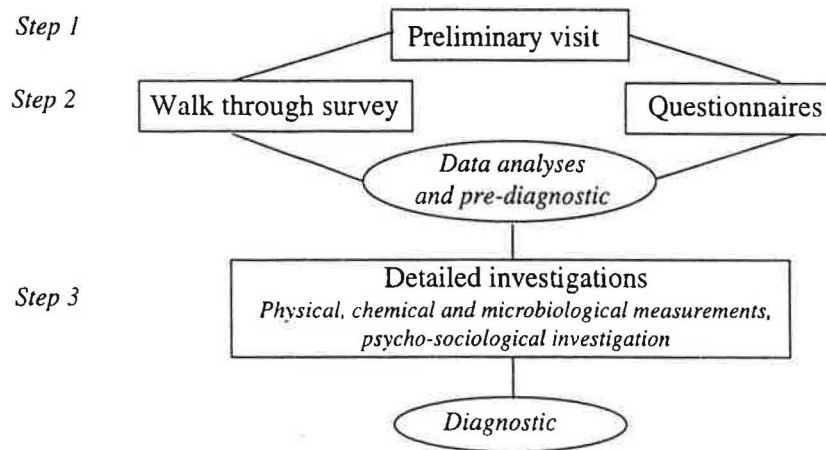 Step 1
Preliminary visit
Step 2
Walk through survey
Questionnaires
Data analyses
and pre-diagnostic
Step 3
Detailed investigations
Physical, chemical and microbiological measurements,
psycho-sociological investigation
Diagnostic